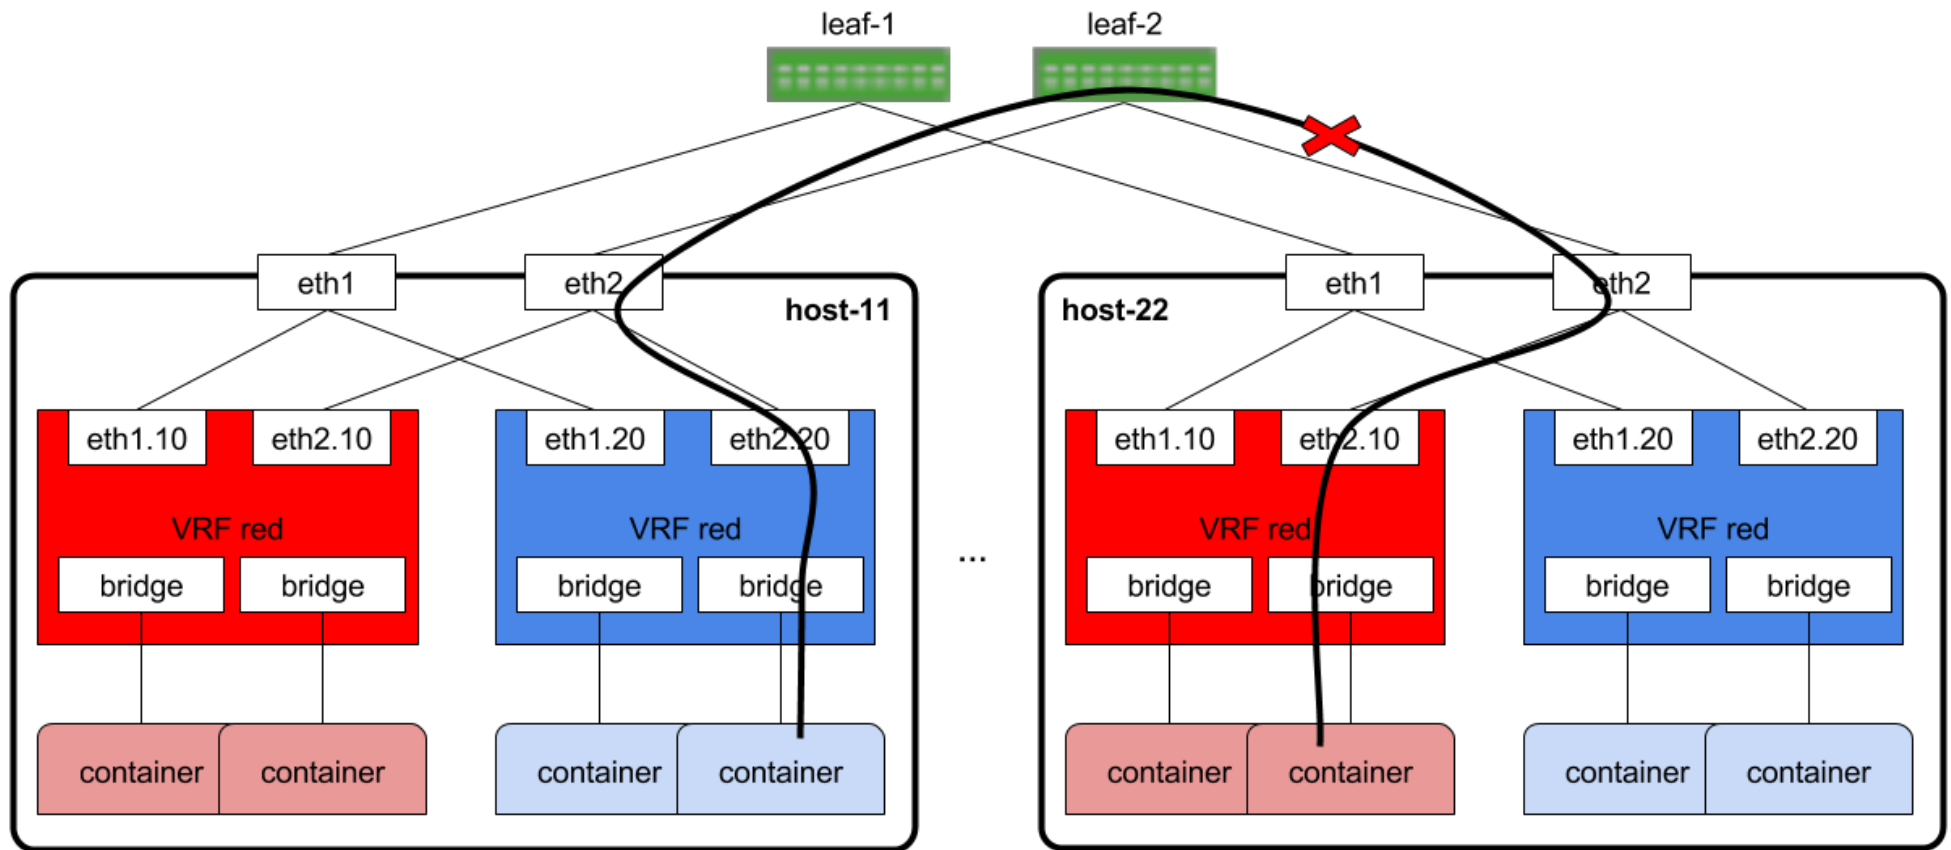 leaf-1
leaf-2
eth1
eth2
eth1
eth2
host-11
host-22
eth1.10
eth2.10
eth1.20
eth2.20
eth1.10
eth2.10
eth1.20
eth2.20
VRF red
VRF red
VRF red
VRF red
...
bridge
bridge
bridge
bridge
bridge
bridge
bridge
bridge
container
container
container
container
container
container
container
container